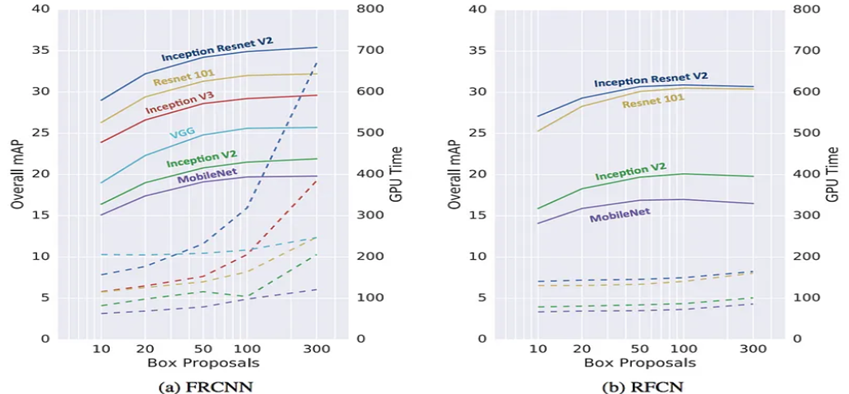 40 800 40 800
35 Inception Resnet V2 700 35 700
Resnet 101
30 Inception V3 600 30 Inception Resnet V2 600
Resnet 101
25 VGG 500 25 500
20 Inception V2 400 20 Inception V2 400
MobileNet
15 300 15 MobileNet 300
10 200 10 200
5 100 5 100
0 0 0 0
Overall mAP GPU Time Overall mAP GPU Time
10 20 50 100 300 10 20 50 100 300
Box Proposals Box Proposals
(a) FRCNN (b) RFCN